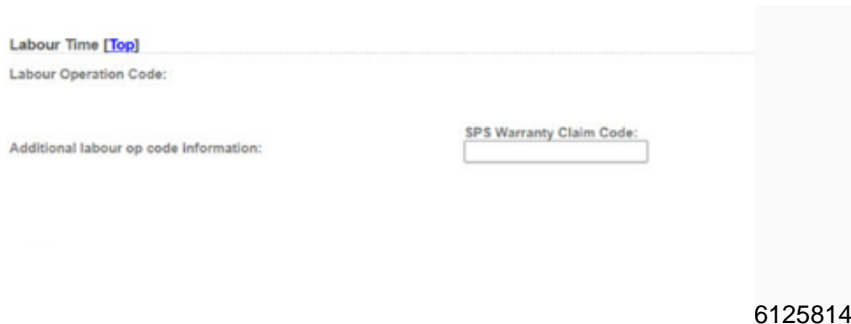 Labour Time [Top]
Labour Operation Code:
SPS Warranty Claim Code:
Additional labour op code information:
6125814